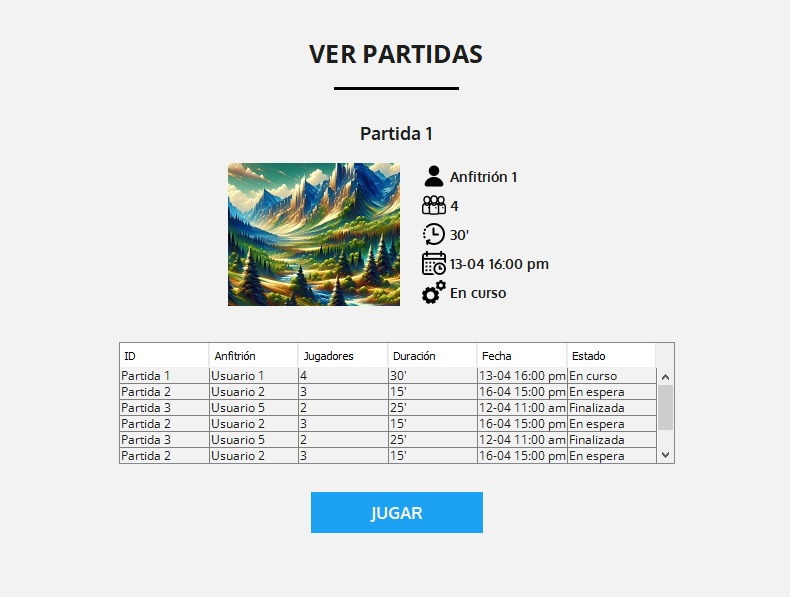 VER PARTIDAS
Partida 1
Anfitrión 1
4
30'
13-04 16:00 pm
En curso
ID Anfitrión Jugadores Duración Fecha Estado
Partida 1 Usuario 1 4 30' 13-04 16:00 pm En curso
Partida 2 Usuario 2 3 15' 16-04 15:00 pm En espera
Partida 3 Usuario 5 2 25' 12-04 11:00 am Finalizada
Partida 2 Usuario 2 3 15' 16-04 15:00 pm En espera
Partida 3 Usuario 5 2 25' 12-04 11:00 am Finalizada
Partida 2 Usuario 2 3 15' 16-04 15:00 pm En espera
JUGAR